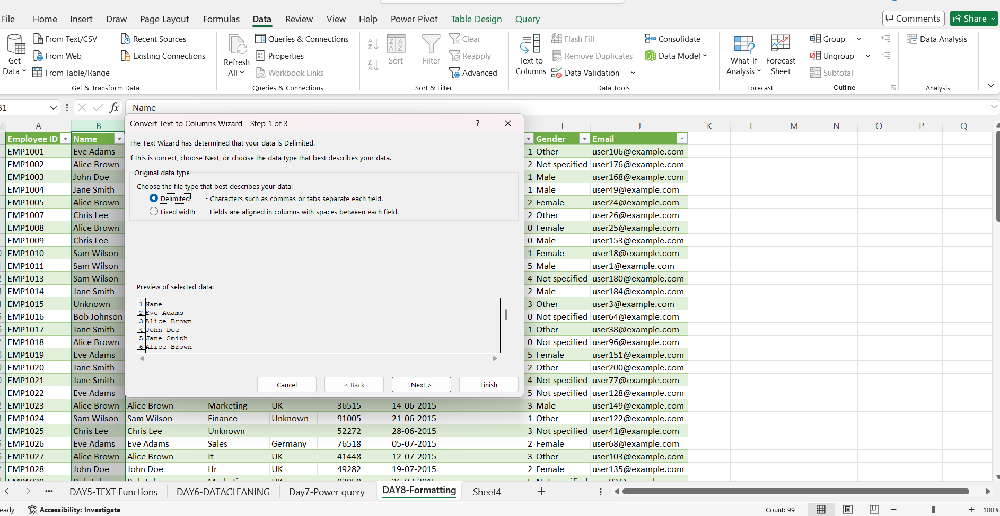 File Home Insert Draw Page Layout Formulas Data Review View Help Power Pivot Table Design Query Comments Share
From Text/CSV Recent Sources Queries & Connections Clear Flash Fill Consolidate Group Data Analysis
From Web Existing Connections Properties Reapply Remove Duplicates Data Model Ungroup
Get Data From Table/Range Refresh All Workbook Links Sort Filter Advanced Text to Columns Data Validation What-If Analysis Forecast Sheet Subtotal
Get & Transform Data Queries & Connections Sort & Filter Data Tools Forecast Outline Analysis
fx Name
Convert Text to Columns Wizard - Step 1 of 3 ?
The Text Wizard has determined that your data is Delimited.
If this is correct, choose Next, or choose the data type that best describes your data.
Original data type
Choose the file type that best describes your data:
Delimited - Characters such as commas or tabs separate each field.
Fixed width - Fields are aligned in columns with spaces between each field.
Preview of selected data:
1 Name
2 Eve Adams
3 Alice Brown
4 John Doe
5 Jane Smith
6 Alice Brown
Cancel < Back Next > Finish
A B I J K L M N O P Q
Employee ID Name Gender Email
EMP1001 Eve Adams 1 Other user106@example.com
EMP1002 Alice Brown 2 Not specified user176@example.com
EMP1003 John Doe 1 Male user168@example.com
EMP1004 Jane Smith 1 Male user49@example.com
EMP1005 Alice Brown 2 Female user24@example.com
EMP1007 Chris Lee 2 Other user26@example.com
EMP1008 Alice Brown 0 Female user25@example.com
EMP1009 Chris Lee 0 Male user153@example.com
EMP1010 Sam Wilson 1 Female user18@example.com
EMP1011 Sam Wilson 5 Male user1@example.com
EMP1013 Sam Wilson 4 Not specified user180@example.com
EMP1014 Jane Smith 2 Male user184@example.com
EMP1015 Unknown 3 Other user3@example.com
EMP1016 Bob Johnson 0 Not specified user64@example.com
EMP1017 Jane Smith 1 Other user38@example.com
EMP1018 Alice Brown 0 Not specified user96@example.com
EMP1019 Eve Adams 5 Female user151@example.com
EMP1020 Jane Smith 2 Other user200@example.com
EMP1021 Jane Smith 4 Not specified user77@example.com
EMP1022 Eve Adams 5 Not specified user128@example.com
EMP1023 Alice Brown Alice Brown Marketing UK 36515 14-06-2015 3 Male user149@example.com
EMP1024 Sam Wilson Sam Wilson Finance Unknown 91005 21-06-2015 1 Other user122@example.com
EMP1025 Chris Lee Chris Lee Unknown 52272 28-06-2015 3 Not specified user41@example.com
EMP1026 Eve Adams Eve Adams Sales Germany 76518 05-07-2015 2 Female user68@example.com
EMP1027 Alice Brown Alice Brown It UK 41448 12-07-2015 3 Other user103@example.com
EMP1028 John Doe John Doe Hr UK 49282 19-07-2015 2 Female user135@example.com
DAY5-TEXT Functions DAY6-DATACLEANING Day7-Power query DAY8-Formatting Sheet4
Accessibility: Investigate Count: 99 100%